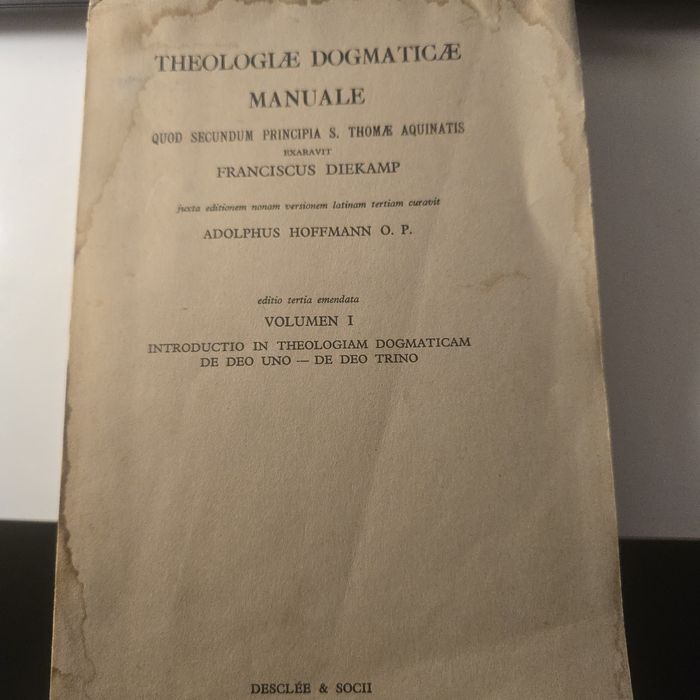 THEOLOGIÆ DOGMATICÆ
MANUALE
QUOD SECUNDUM PRINCIPIA S. THOMÆ AQUINATIS
EXARAVIT
FRANCISCUS DIEKAMP
juxta editionem nonam versionem latinam tertiam curavit
ADOLPHUS HOFFMANN O. P.
editio tertia emendata
VOLUMEN I
INTRODUCTIO IN THEOLOGIAM DOGMATICAM
DE DEO UNO — DE DEO TRINO
DESCLÉE & SOCII